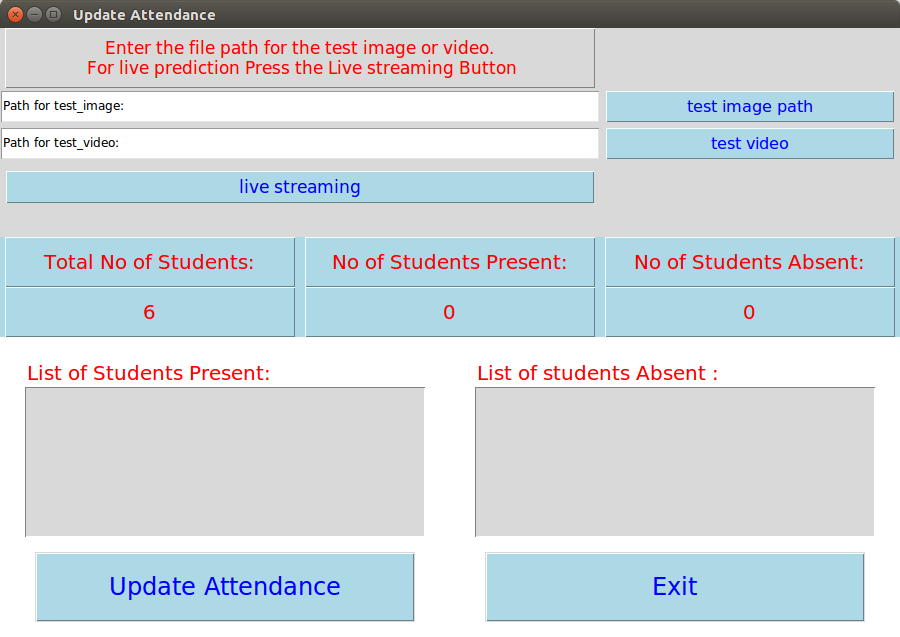 Update Attendance
Enter the file path for the test image or video.
For live prediction Press the Live streaming Button
Path for test_image:
test image path
Path for test_video:
test video
live streaming
Total No of Students:
No of Students Present:
No of Students Absent:
6
0
0
List of Students Present:
List of students Absent :
Update Attendance
Exit